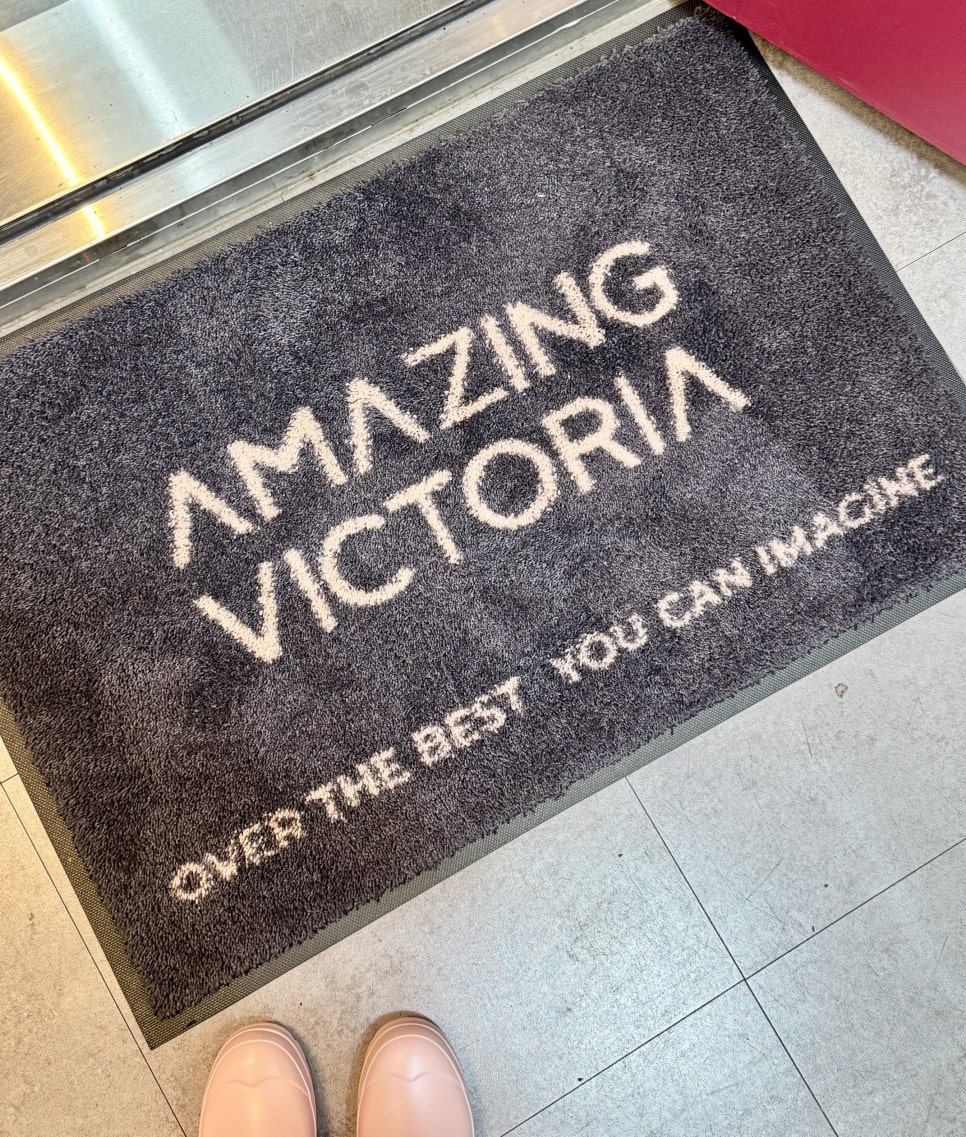 AMAZING
VICTORIA
OVER THE BEST YOU CAN IMAGINE